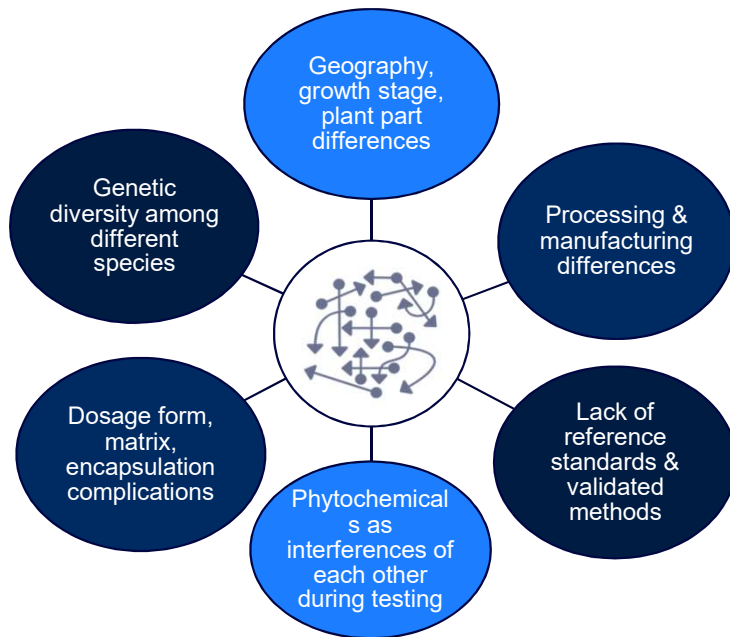 Geography,
growth stage,
plant part
differences
Genetic
diversity among
different
species
Processing &
manufacturing
differences
Dosage form,
matrix,
encapsulation
complications
Lack of
reference
standards &
validated
methods
Phytochemical
s as
interferences of
each other
during testing